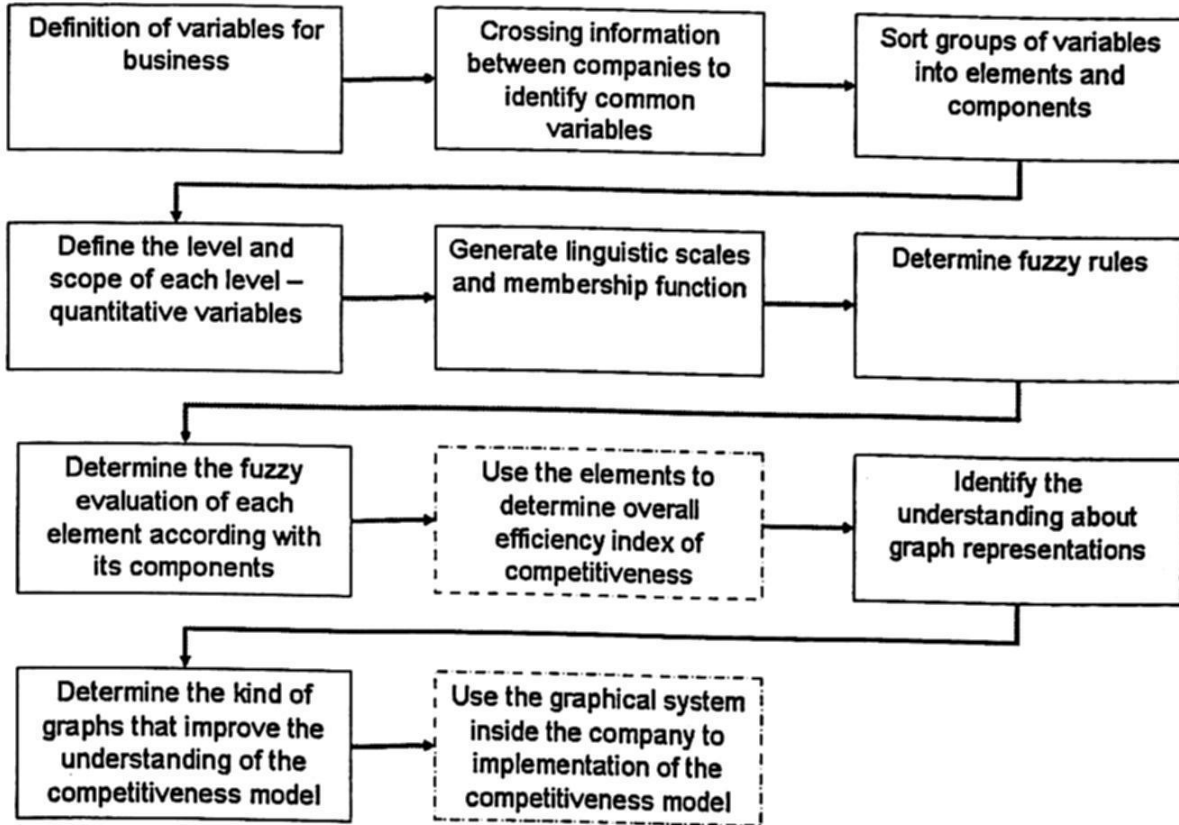 Definition of variables for
business
Crossing information
between companies to
identify common
variables
Sort groups of variables
into elements and
components
Define the level and
scope of each level –
quantitative variables
Generate linguistic scales
and membership function
Determine fuzzy rules
Determine the fuzzy
evaluation of each
element according with
its components
Use the elements to
determine overall
efficiency index of
competitiveness
Identify the
understanding about
graph representations
Determine the kind of
graphs that improve the
understanding of the
competitiveness model
Use the graphical system
inside the company to
implementation of the
competitiveness model